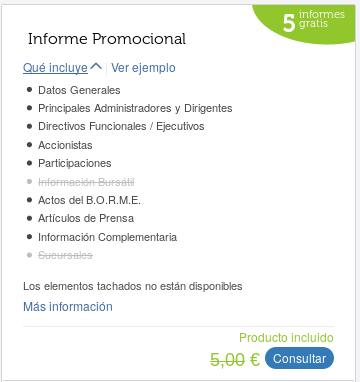 5 informes
gratis
Informe Promocional
Qué incluye | Ver ejemplo
Datos Generales
Principales Administradores y Dirigentes
Directivos Funcionales / Ejecutivos
Accionistas
Participaciones
Información Bursátil
Actos del B.O.R.M.E.
Artículos de Prensa
Información Complementaria
Sucursales
Los elementos tachados no están disponibles
Más información
Producto incluido
5,00 € Consultar